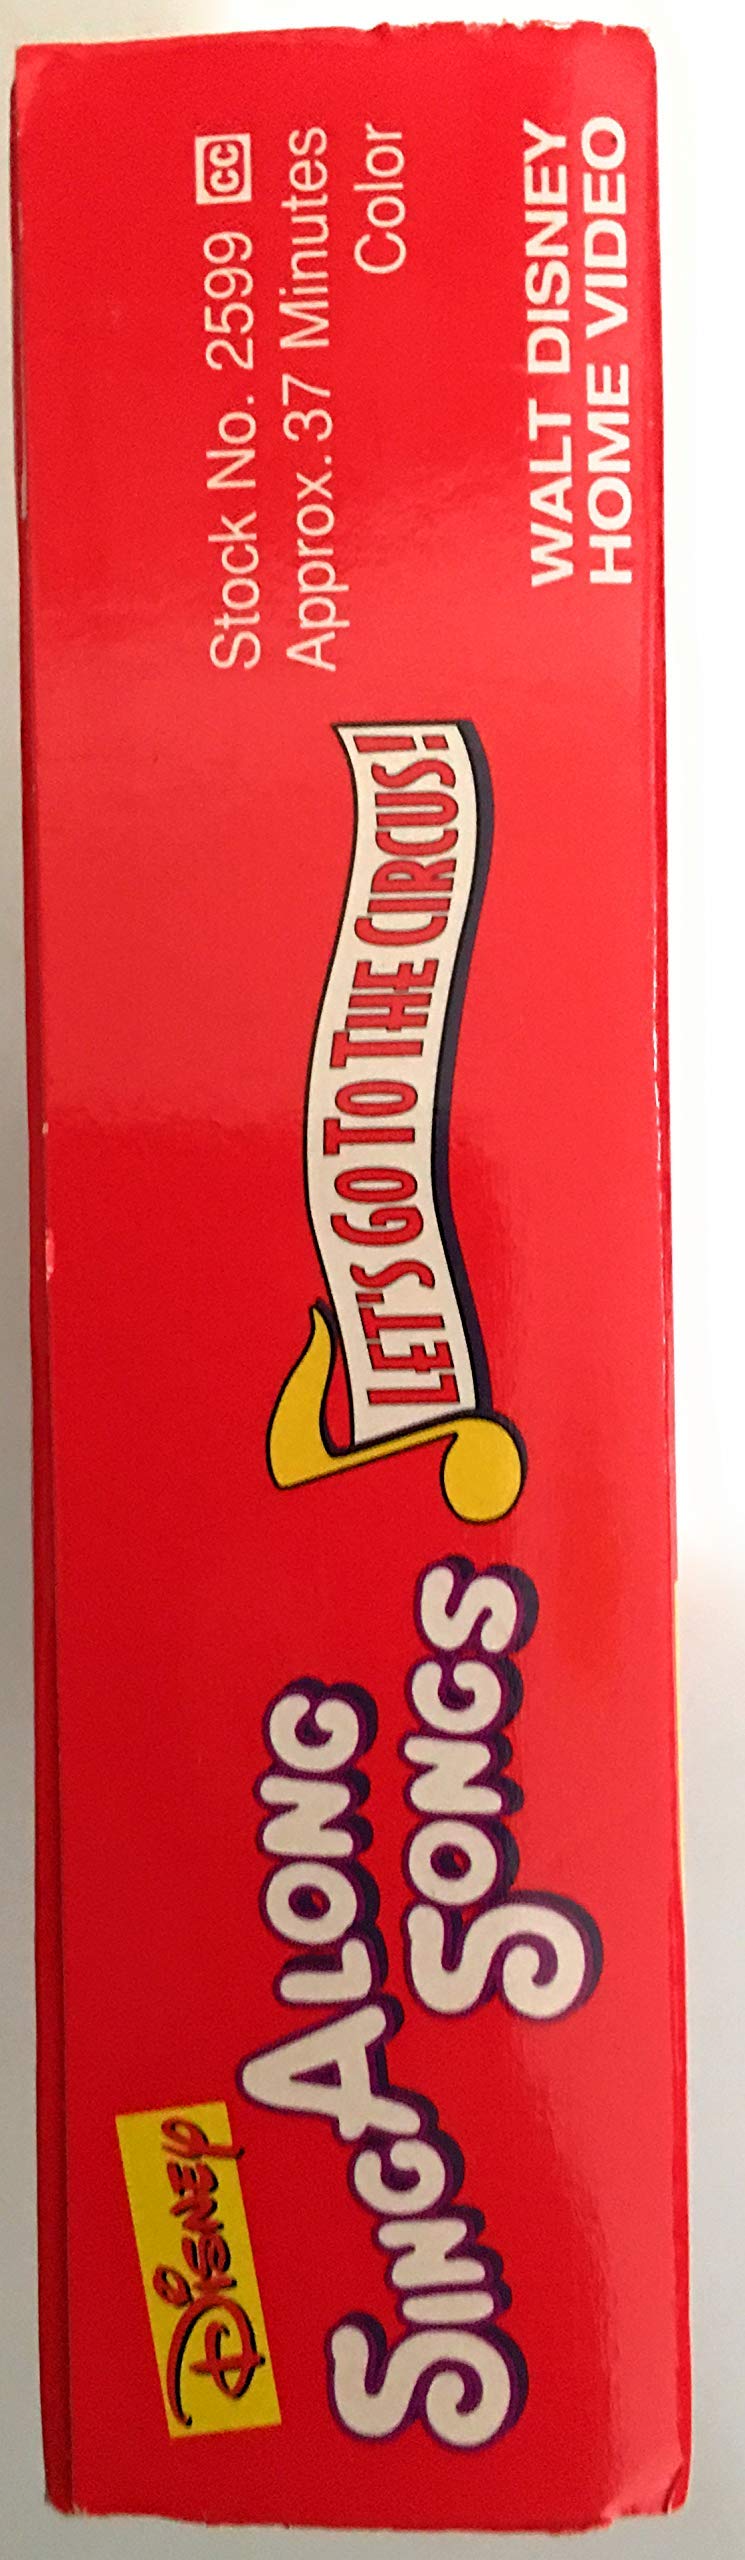 Disney
Sing Along
Songs
Let's Go To The Circus!
Stock No. 2599 CC
Approx. 37 Minutes
Color
WALT DISNEY
HOME VIDEO